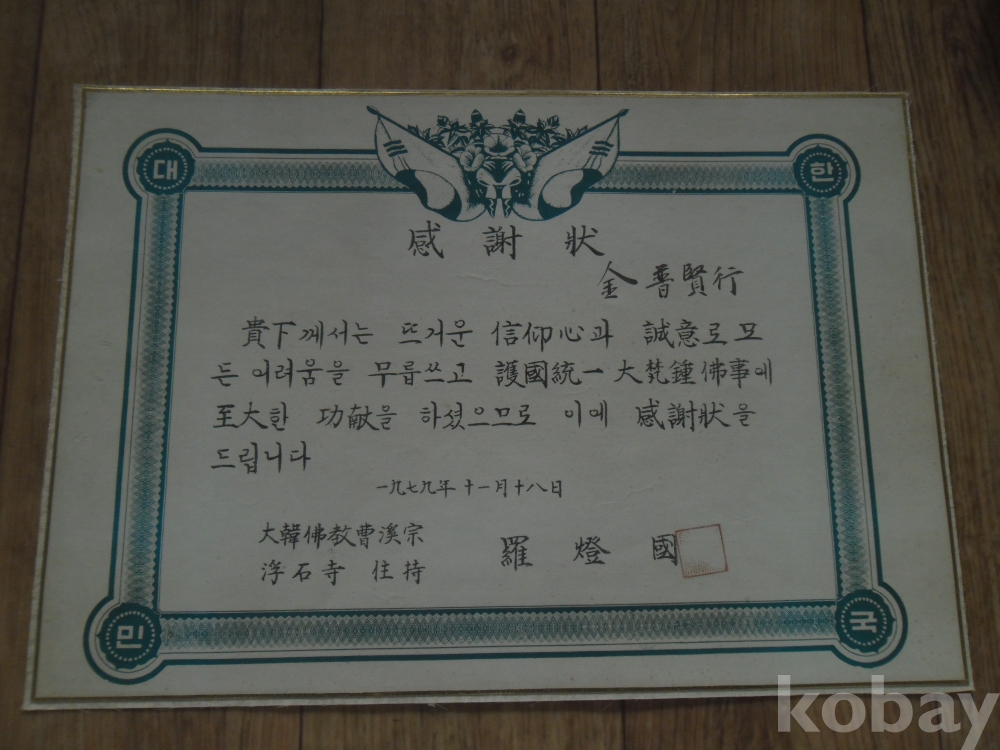 대 한
感謝狀
金普賢行
貴下께서는 뜨거운 信仰心과 誠意로 모
든 어려움을 무릅쓰고 護國統一大梵鍾佛事에
至大한 功献을 하셨으므로 이에 感謝狀을
드립니다
一九七九年 十一月 十八日
大韓佛教曹溪宗
浮石寺 住持 羅燈國
민 국
kobay